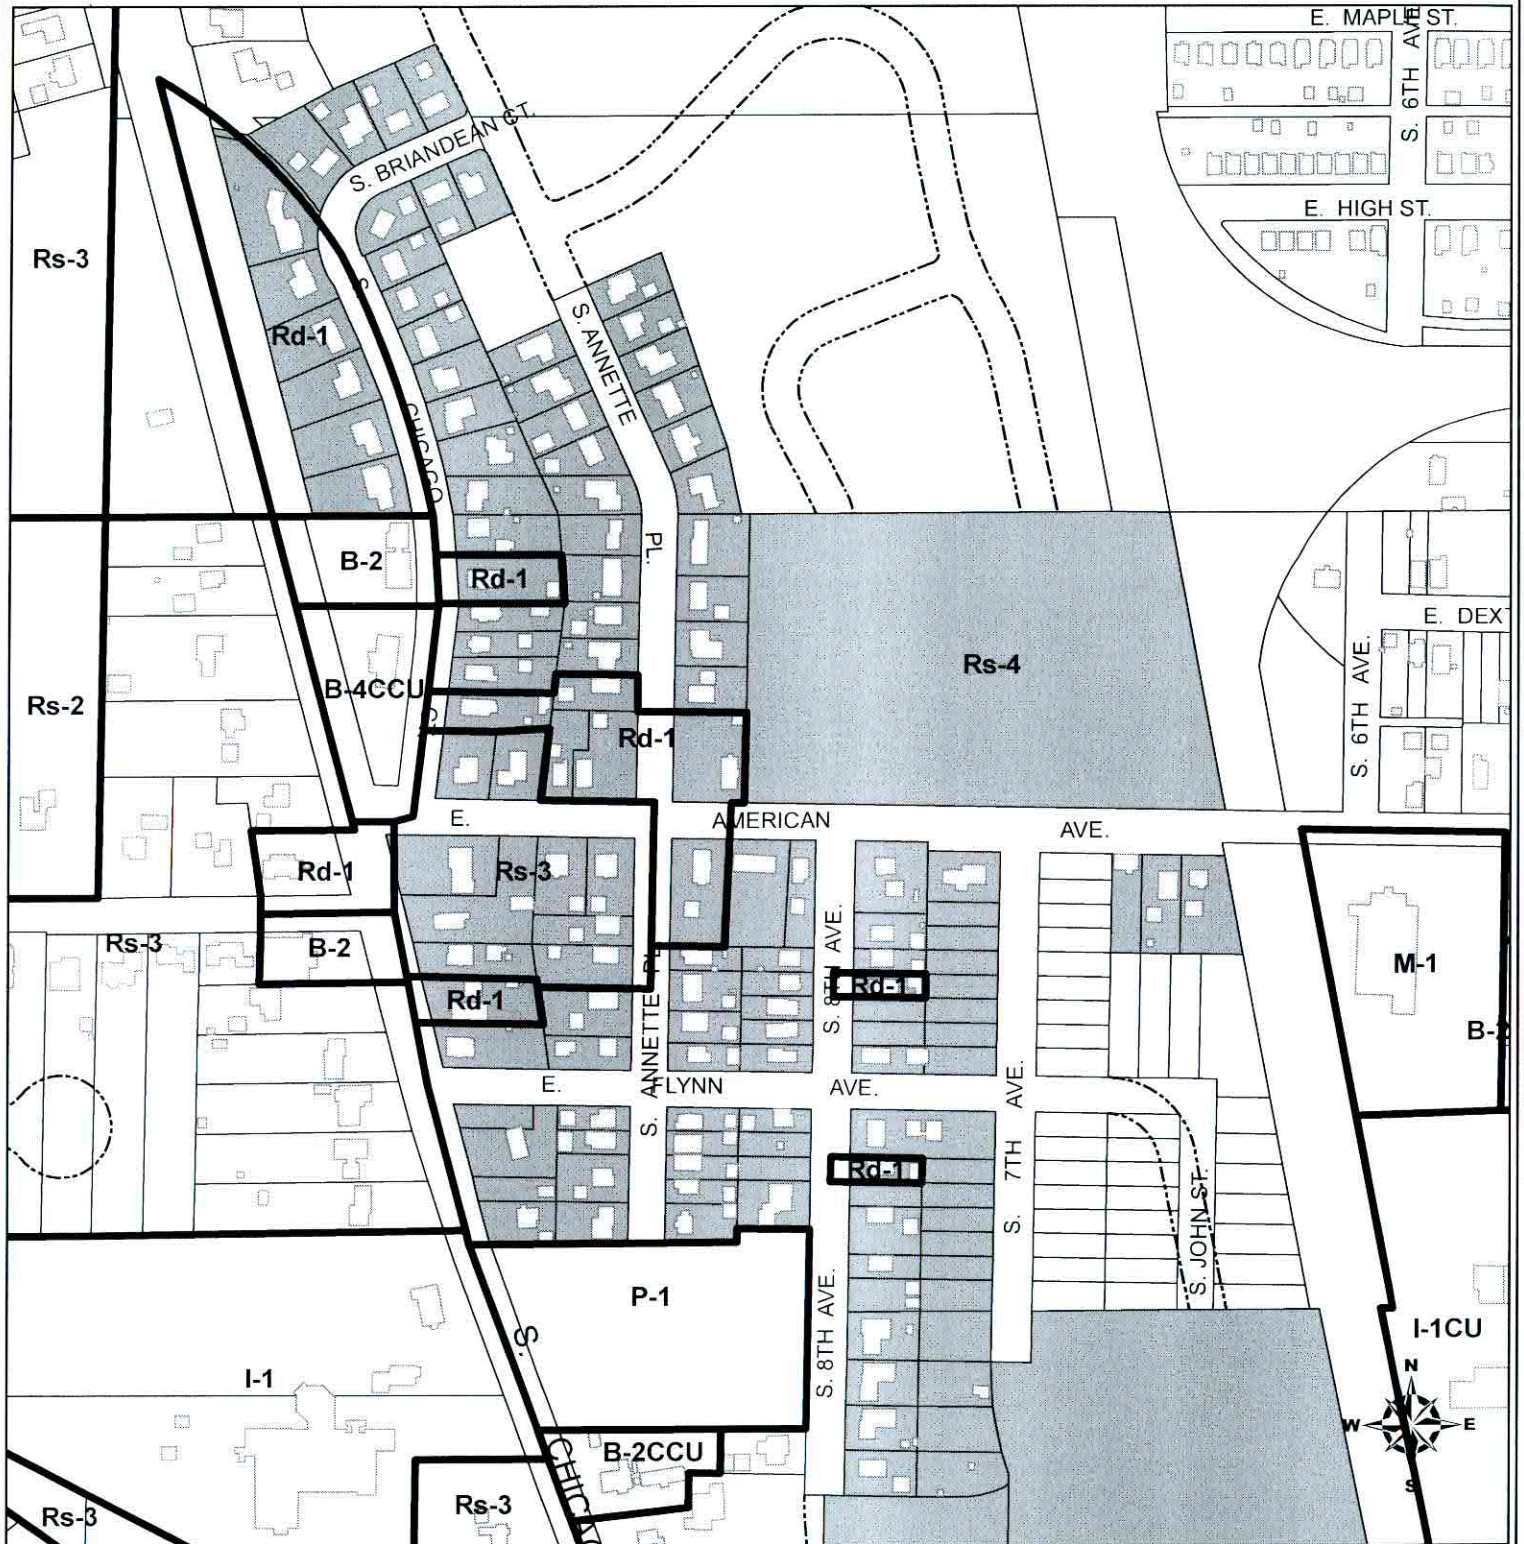 E. MAPLE ST.
S. 6TH AVE
S. BRIANDEAN CT.
E. HIGH ST.
Rs-3
S.
Rd-1
S. ANNETTE
CHICAGO
PL.
B-2
Rd-1
E. DEX
Rs-4
S. 6TH AVE.
B-4CCU
Rs-2
Rd-1
E.
AMERICAN
AVE.
Rd-1
Rs-3
Rs-3
B-2
S. 8TH AVE.
M-1
Rd-1
Rd-1
B-2
S. ANNETTE PL
E.
FLYNN
AVE.
S. 7TH AVE.
Rd-1
S. JOHN ST.
P-1
S. 8TH AVE.
I-1CU
S.
I-1
N
W
E
S
CHICAG
B-2CCU
Rs-3
Rs-3